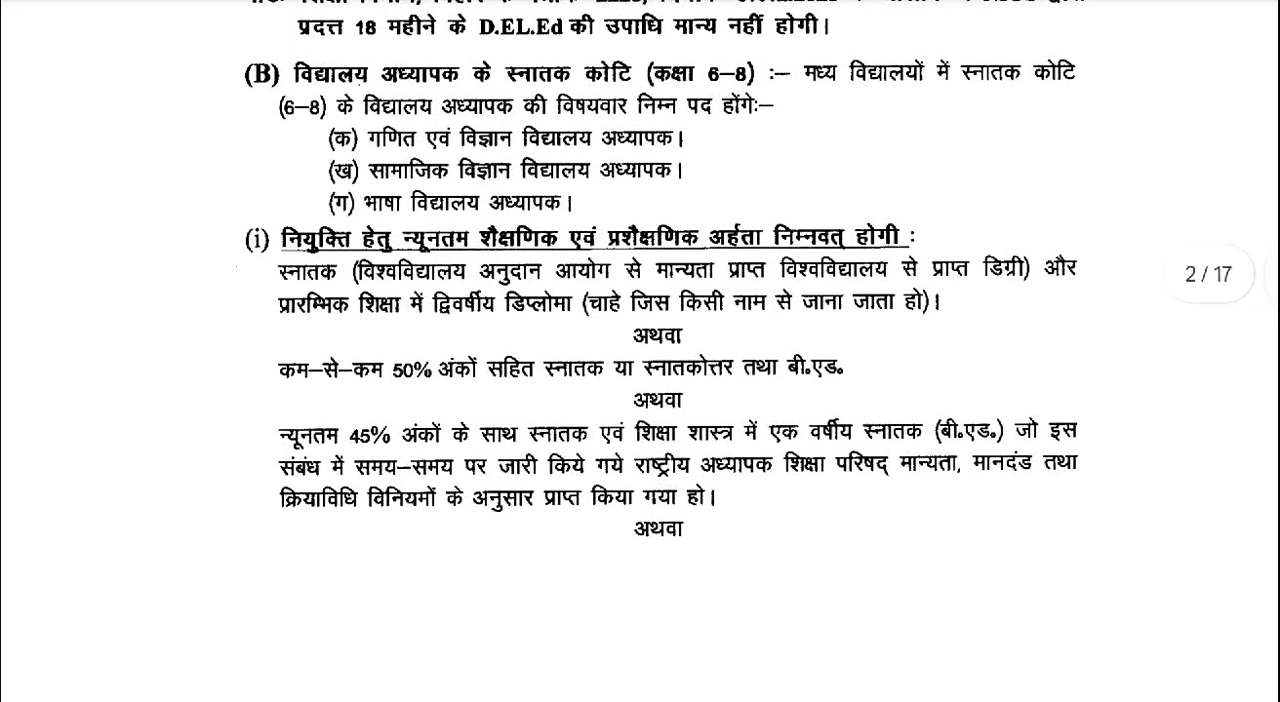 प्रदत्त 18 महीने के D.EL.Ed की उपाधि मान्य नहीं होगी।
(B) विद्यालय अध्यापक के स्नातक कोटि (कक्षा 6–8) :– मध्य विद्यालयों में स्नातक कोटि
(6–8) के विद्यालय अध्यापक की विषयवार निम्न पद होंगेः–
(क) गणित एवं विज्ञान विद्यालय अध्यापक।
(ख) सामाजिक विज्ञान विद्यालय अध्यापक।
(ग) भाषा विद्यालय अध्यापक।
(i) नियुक्ति हेतु न्यूनतम शैक्षणिक एवं प्रशैक्षणिक अर्हता निम्नवत् होगी :
स्नातक (विश्वविद्यालय अनुदान आयोग से मान्यता प्राप्त विश्वविद्यालय से प्राप्त डिग्री) और
2 / 17
प्रारम्भिक शिक्षा में द्विवर्षीय डिप्लोमा (चाहे जिस किसी नाम से जाना जाता हो)।
अथवा
कम–से–कम 50% अंकों सहित स्नातक या स्नातकोत्तर तथा बी॰एड॰
अथवा
न्यूनतम 45% अंकों के साथ स्नातक एवं शिक्षा शास्त्र में एक वर्षीय स्नातक (बी॰एड॰) जो इस
संबंध में समय–समय पर जारी किये गये राष्ट्रीय अध्यापक शिक्षा परिषद् मान्यता, मानदंड तथा
क्रियाविधि विनियमों के अनुसार प्राप्त किया गया हो।
अथवा